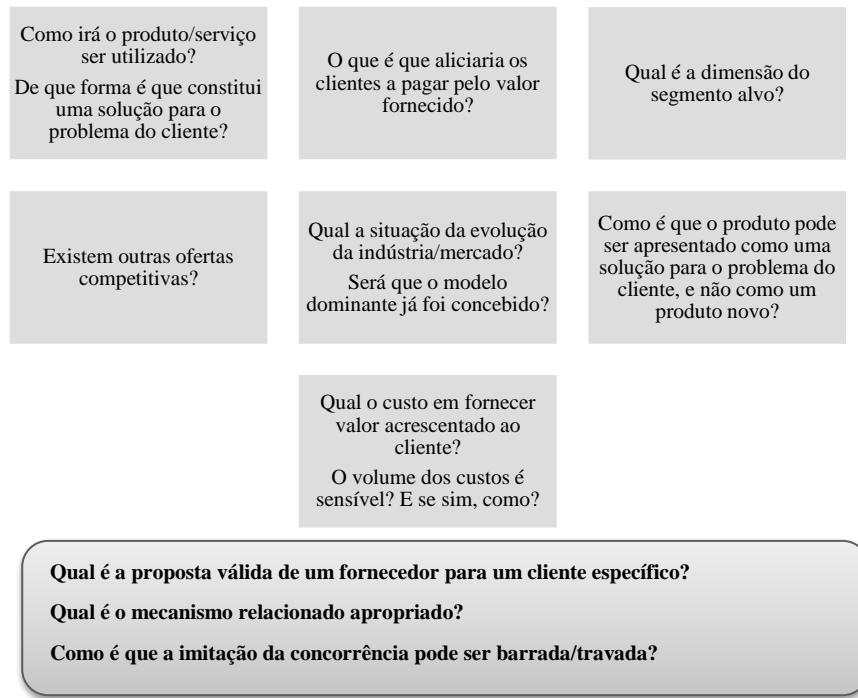 Como irá o produto/serviço
ser utilizado?
De que forma é que constitui
uma solução para o
problema do cliente?
O que é que aliciaria os
clientes a pagar pelo valor
fornecido?
Qual é a dimensão do
segmento alvo?
Existem outras ofertas
competitivas?
Qual a situação da evolução
da indústria/mercado?
Será que o modelo
dominante já foi concebido?
Como é que o produto pode
ser apresentado como uma
solução para o problema do
cliente, e não como um
produto novo?
Qual o custo em fornecer
valor acrescentado ao
cliente?
O volume dos custos é
sensível? E se sim, como?
Qual é a proposta válida de um fornecedor para um cliente específico?
Qual é o mecanismo relacionado apropriado?
Como é que a imitação da concorrência pode ser barrada/travada?